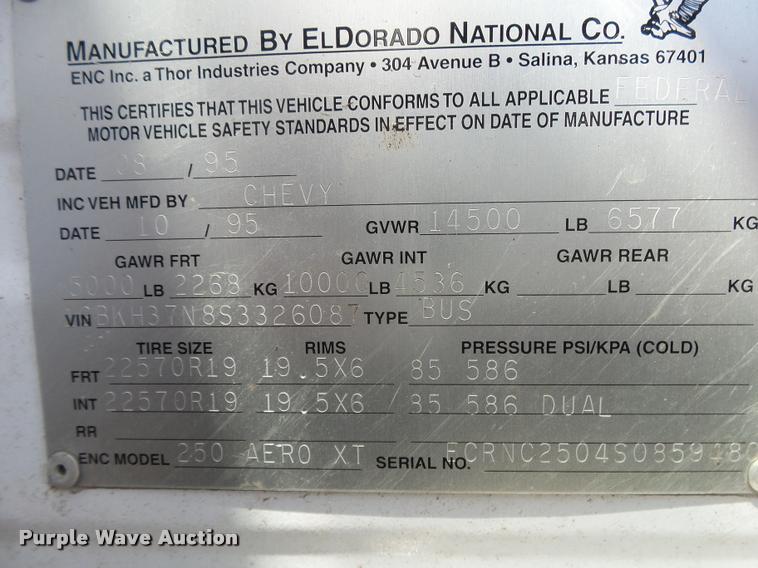 MANUFACTURED BY ELDORADO NATIONAL CO.
ENC Inc. a Thor Industries Company • 304 Avenue B • Salina, Kansas 67401
THIS CERTIFIES THAT THIS VEHICLE CONFORMS TO ALL APPLICABLE FEDERAL
MOTOR VEHICLE SAFETY STANDARDS IN EFFECT ON DATE OF MANUFACTURE
DATE / 95
INC VEH MFD BY CHEVY
DATE 10 / 95 GVWR 14500 LB 6577 KG
GAWR FRT GAWR INT GAWR REAR
5000 LB 2268 KG 10000 LB 4536 KG LB KG
VIN TYPE BUS
TIRE SIZE RIMS PRESSURE PSI/KPA (COLD)
FRT 22570R19 19.5X6 85 586
INT 22570R19 19.5X6 / 85 586 DUAL
RR
ENC MODEL 250 AERO XT SERIAL NO.
Purple Wave Auction